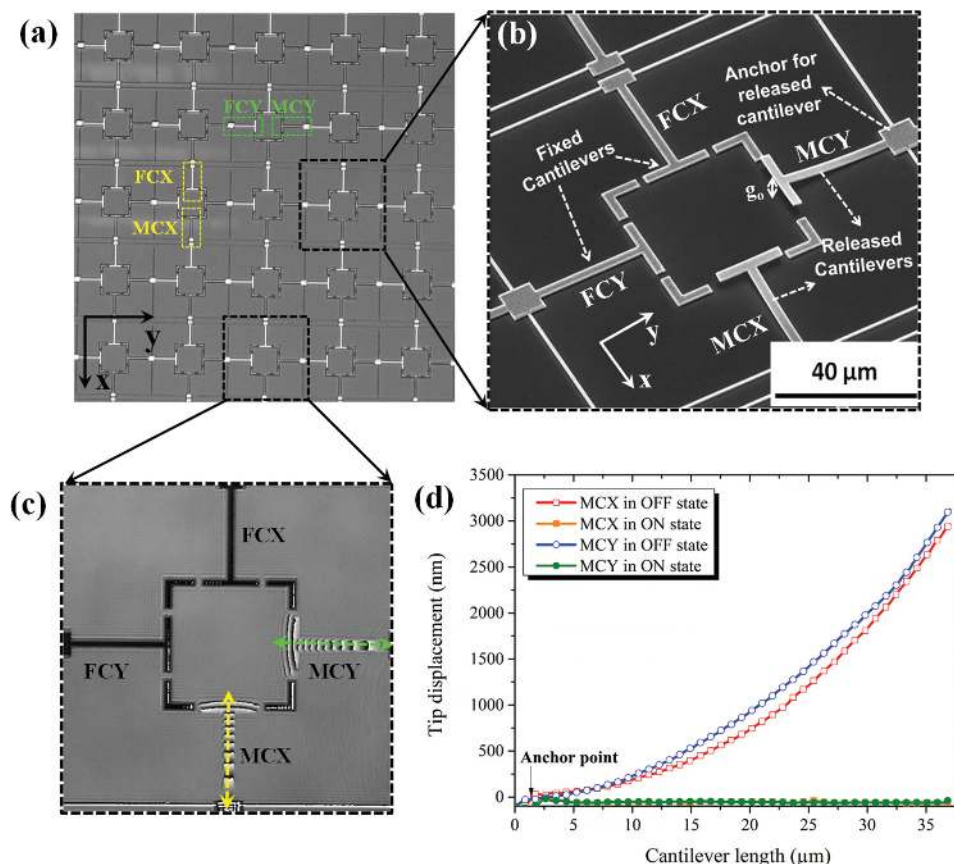 (a)
FCY MCY
FCX
MCX
y
x
(b)
Anchor for
released
cantilever
FCX
MCY
Fixed
Cantilevers
g₀
Released
Cantilevers
FCY
MCX
y
x
40 µm
(c)
FCX
FCY
MCY
MCX
(d)
3500
3000
2500
2000
1500
1000
500
0
Tip displacement (nm)
MCX in OFF state
MCX in ON state
MCY in OFF state
MCY in ON state
Anchor point
0 5 10 15 20 25 30 35
Cantilever length (µm)